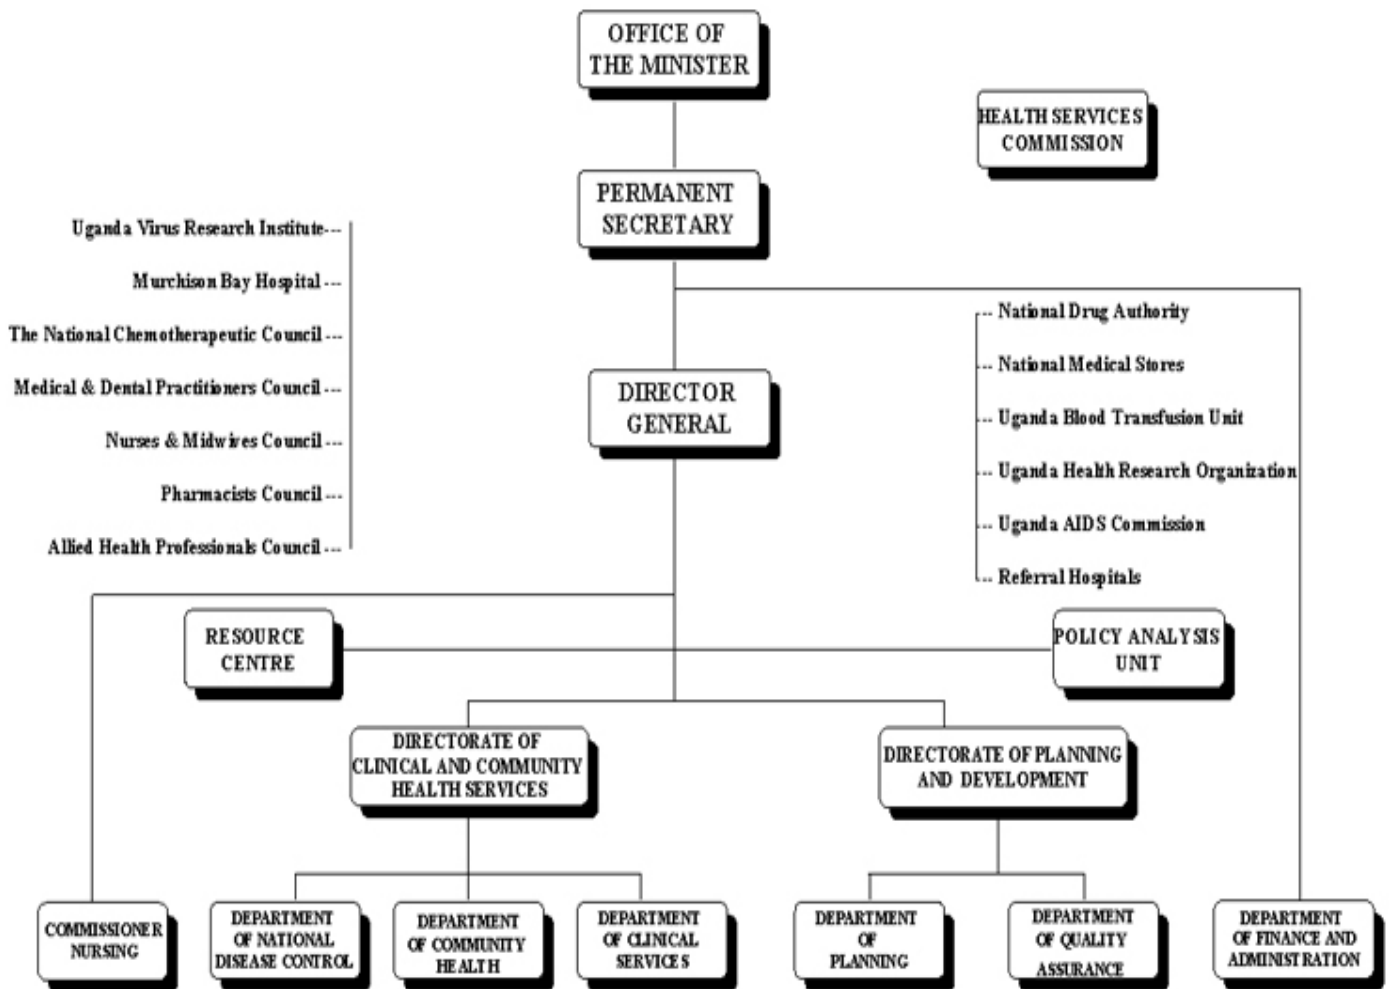 OFFICE OF
THE MINISTER
HEALTH SERVICES
COMMISSION
PERMANENT
SECRETARY
Uganda Virus Research Institute---
Murchison Bay Hospital ---
The National Chemotherapeutic Council ---
Medical & Dental Practitioners Council ---
Nurses & Midwives Council ---
Pharmacists Council ---
Allied Health Professionals Council ---
DIRECTOR
GENERAL
--- National Drug Authority
--- National Medical Stores
--- Uganda Blood Transfusion Unit
--- Uganda Health Research Organization
--- Uganda AIDS Commission
--- Referral Hospitals
RESOURCE
CENTRE
POLICY ANALYSIS
UNIT
DIRECTORATE OF
CLINICAL AND COMMUNITY
HEALTH SERVICES
DIRECTORATE OF PLANNING
AND DEVELOPMENT
COMMISSIONER
NURSING
DEPARTMENT
OF NATIONAL
DISEASE CONTROL
DEPARTMENT
OF COMMUNITY
HEALTH
DEPARTMENT
OF CLINICAL
SERVICES
DEPARTMENT
OF
PLANNING
DEPARTMENT
OF QUALITY
ASSURANCE
DEPARTMENT
OF FINANCE AND
ADMINISTRATION